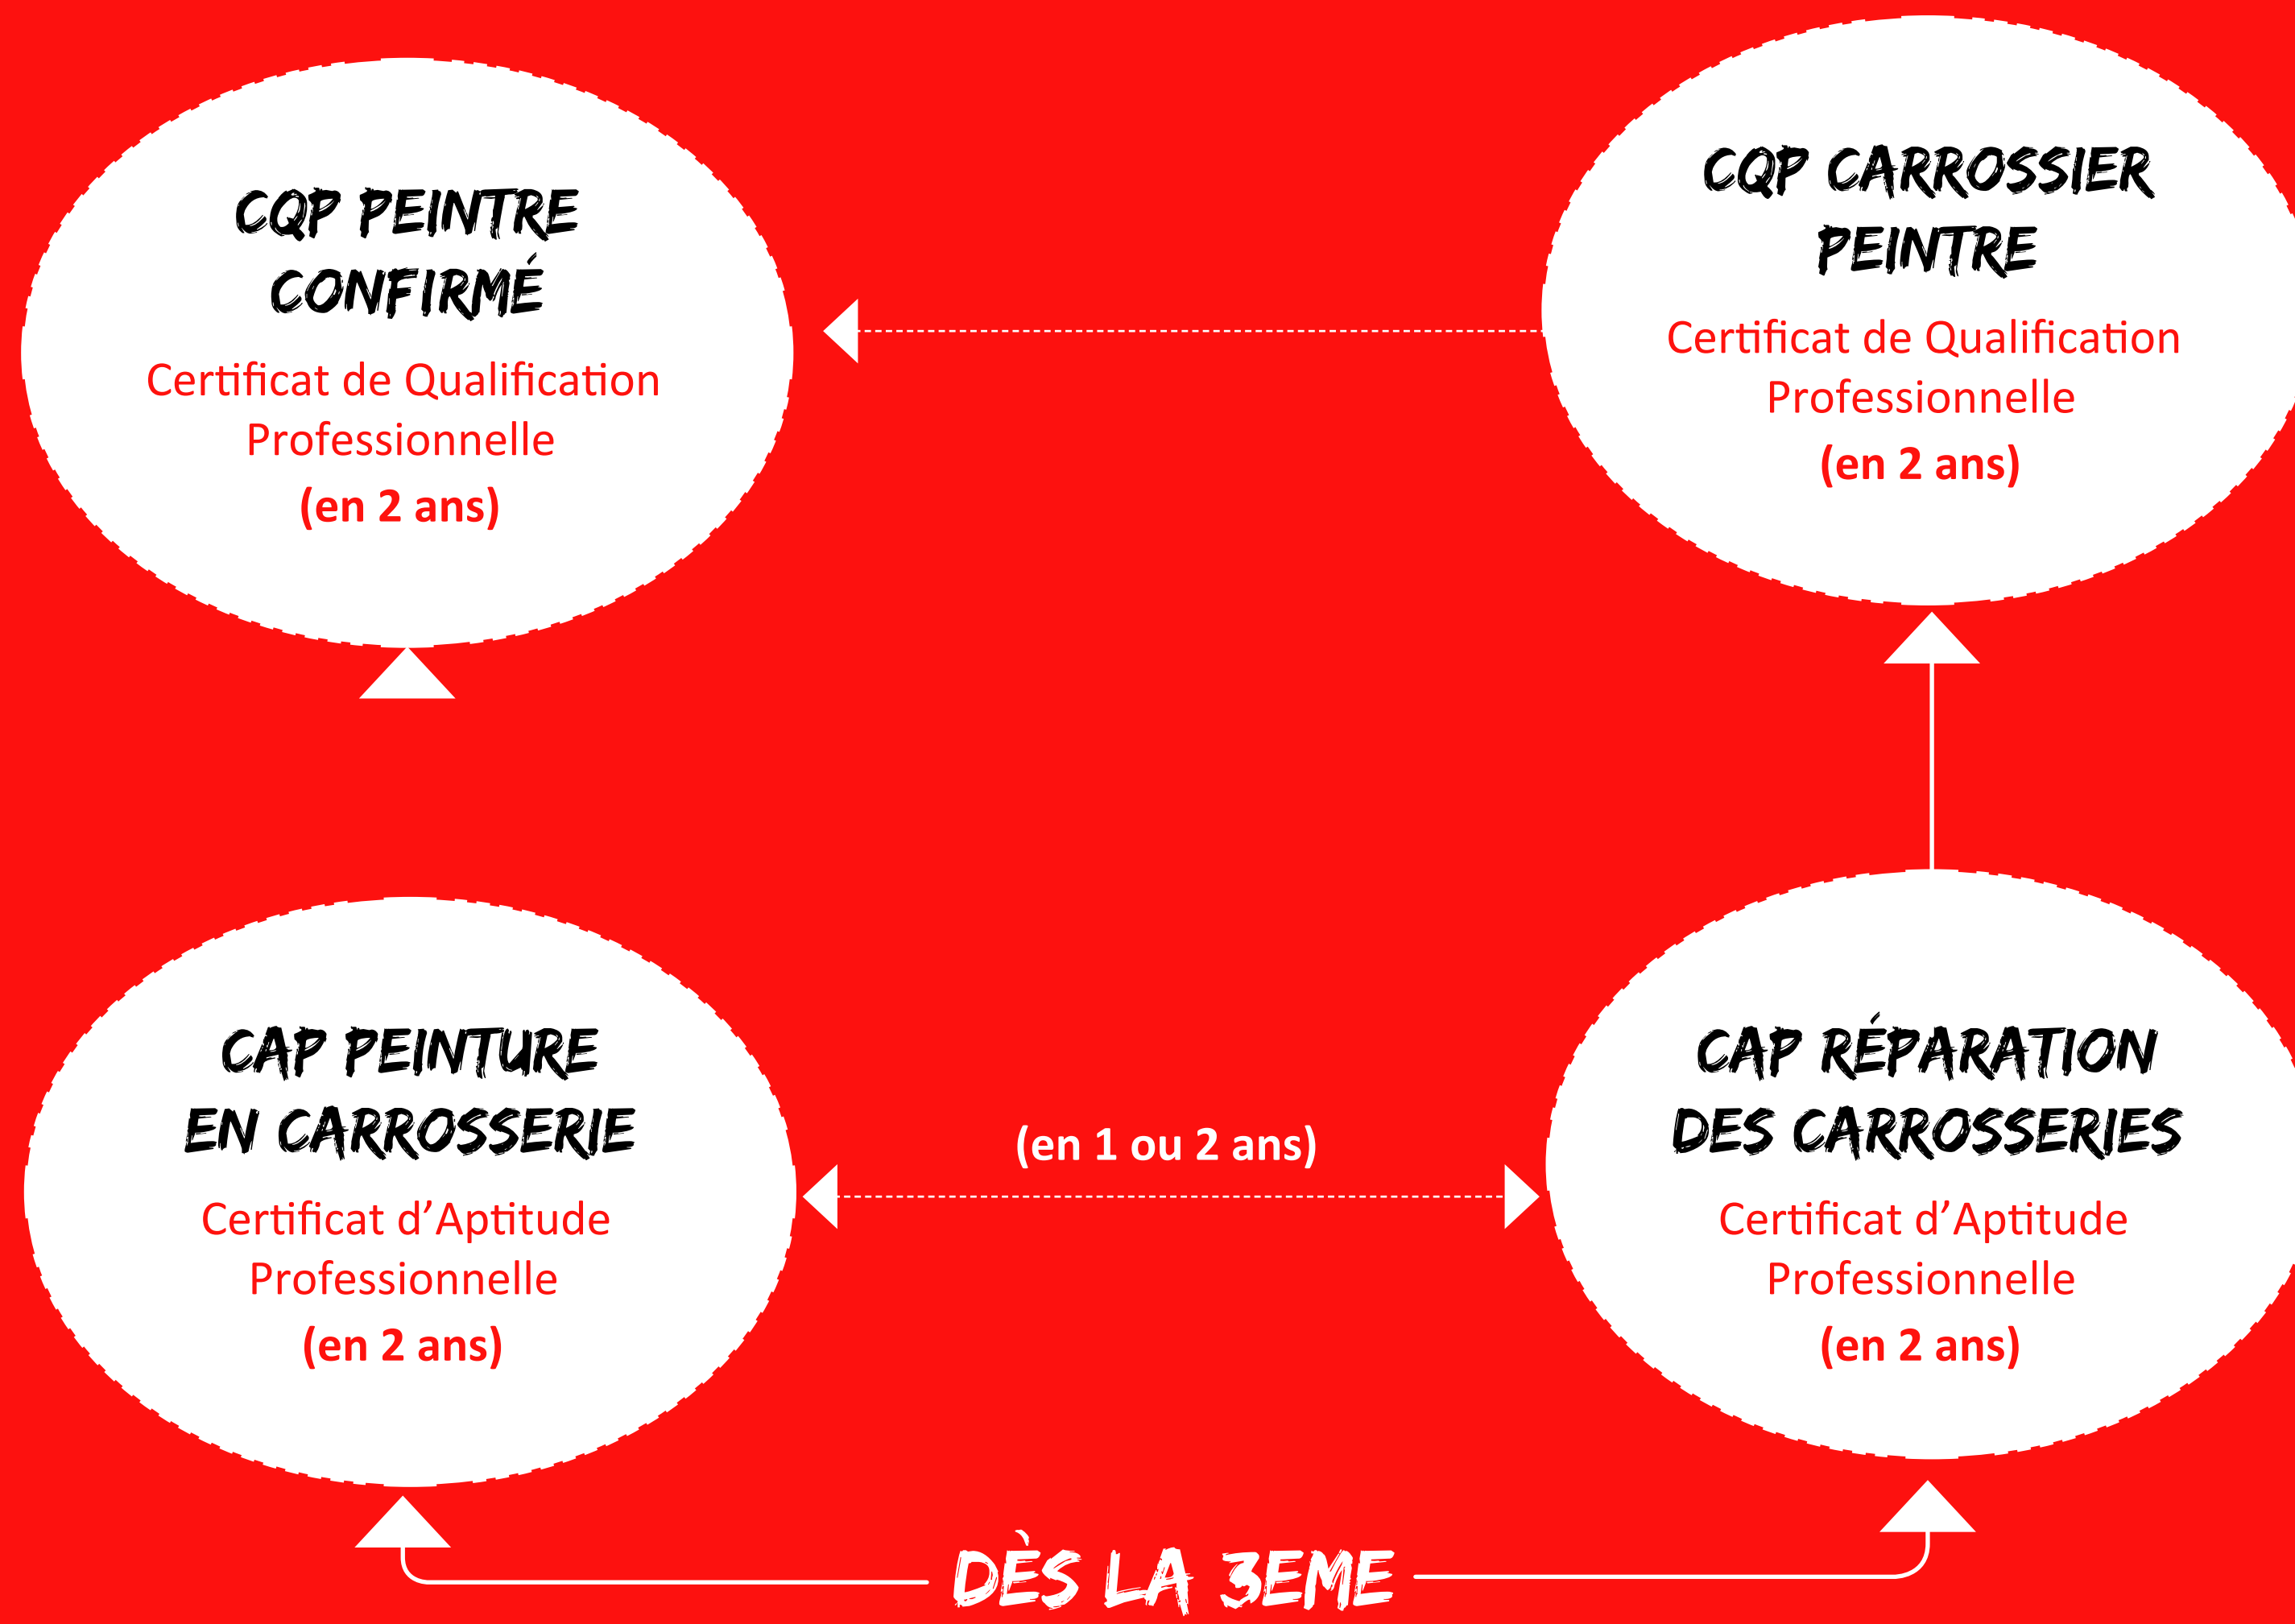 CQP PEINTRE
CONFIRMÉ
Certificat de Qualification
Professionnelle
(en 2 ans)
CQP CARROSSIER
PEINTRE
Certificat de Qualification
Professionnelle
(en 2 ans)
CAP PEINTURE
EN CARROSSERIE
Certificat d’Aptitude
Professionnelle
(en 2 ans)
(en 1 ou 2 ans)
CAP RÉPARATION
DES CARROSSERIES
Certificat d’Aptitude
Professionnelle
(en 2 ans)
DÈS LA 3EME